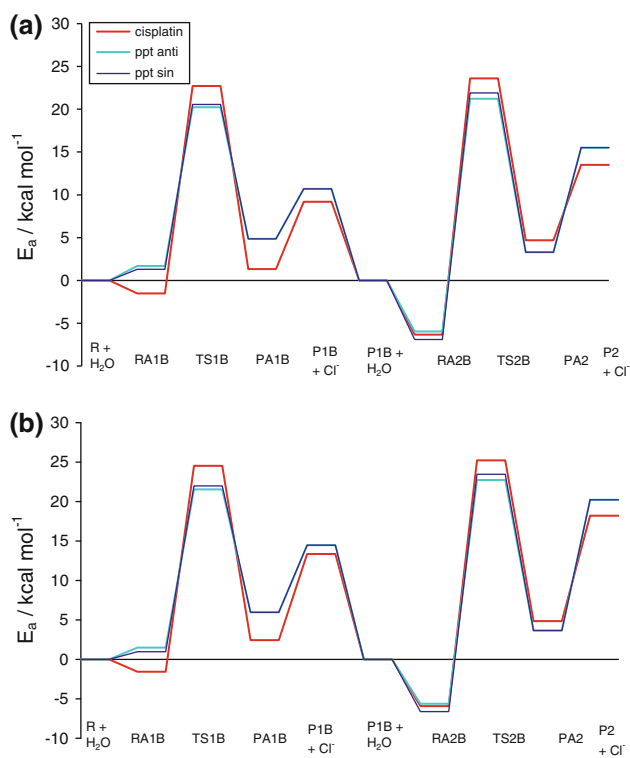 (a)
cisplatin
ppt anti
ppt sin
E_a / kcal mol⁻¹
30
25
20
15
10
5
0
-5
-10
R + H₂O
RA1B
TS1B
PA1B
P1B + Cl⁻
P1B + H₂O
RA2B
TS2B
PA2
P2 + Cl⁻
(b)
E_a / kcal mol⁻¹
30
25
20
15
10
5
0
-5
-10
R + H₂O
RA1B
TS1B
PA1B
P1B + Cl⁻
P1B + H₂O
RA2B
TS2B
PA2
P2 + Cl⁻